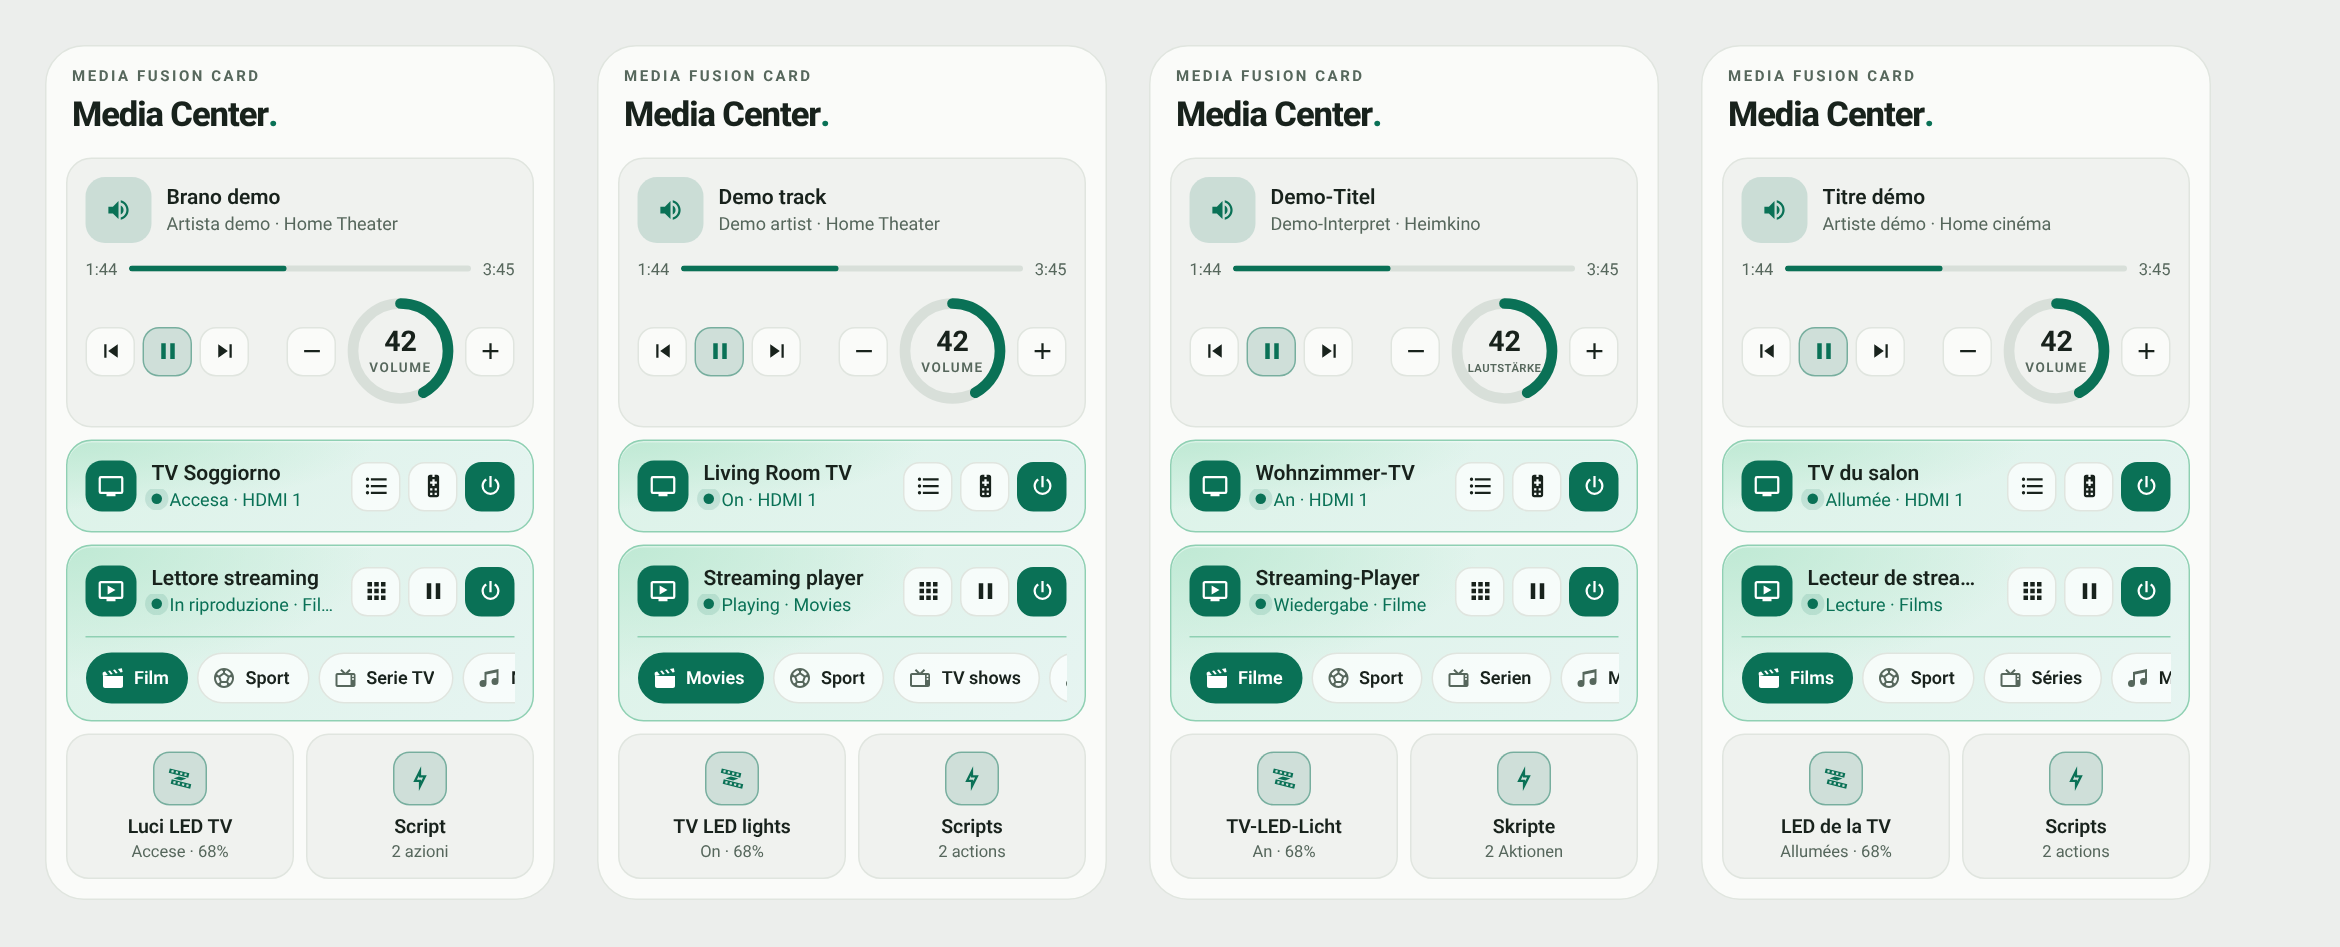 MEDIA FUSION CARD
Media Center.
Brano demo
Artista demo · Home Theater
1:44 3:45
42
VOLUME
TV Soggiorno
Accesa · HDMI 1
Lettore streaming
In riproduzione · Fil...
Film Sport Serie TV
Luci LED TV
Accese · 68%
Script
2 azioni
MEDIA FUSION CARD
Media Center.
Demo track
Demo artist · Home Theater
1:44 3:45
42
VOLUME
Living Room TV
On · HDMI 1
Streaming player
Playing · Movies
Movies Sport TV shows
TV LED lights
On · 68%
Scripts
2 actions
MEDIA FUSION CARD
Media Center.
Demo-Titel
Demo-Interpret · Heimkino
1:44 3:45
42
LAUTSTÄRKE
Wohnzimmer-TV
An · HDMI 1
Streaming-Player
Wiedergabe · Filme
Filme Sport Serien M
TV-LED-Licht
An · 68%
Skripte
2 Aktionen
MEDIA FUSION CARD
Media Center.
Titre démo
Artiste démo · Home cinéma
1:44 3:45
42
VOLUME
TV du salon
Allumée · HDMI 1
Lecteur de strea...
Lecture · Films
Films Sport Séries M
LED de la TV
Allumées · 68%
Scripts
2 actions